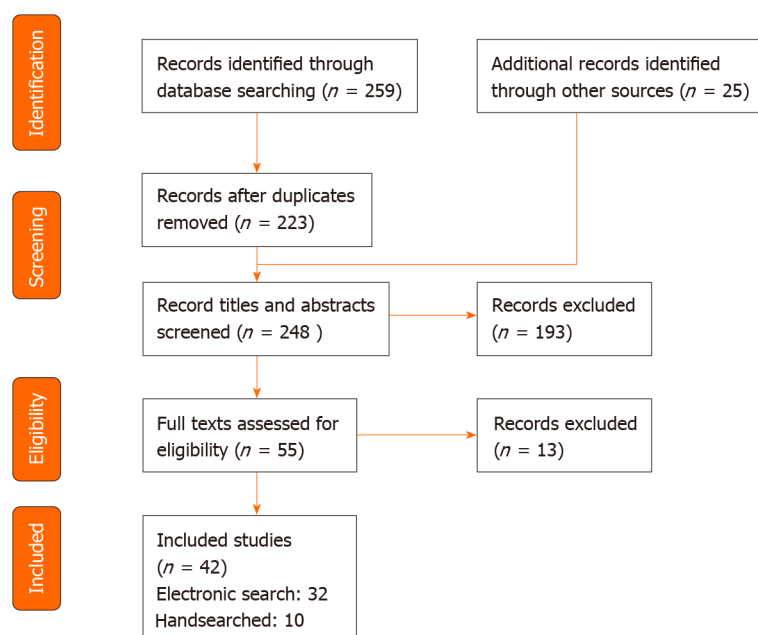 Identification
Records identified through
database searching (n = 259)
Additional records identified
through other sources (n = 25)
Screening
Records after duplicates
removed (n = 223)
Record titles and abstracts
screened (n = 248 )
Records excluded
(n = 193)
Eligibility
Full texts assessed for
eligibility (n = 55)
Records excluded
(n = 13)
Included
Included studies
(n = 42)
Electronic search: 32
Handsearched: 10